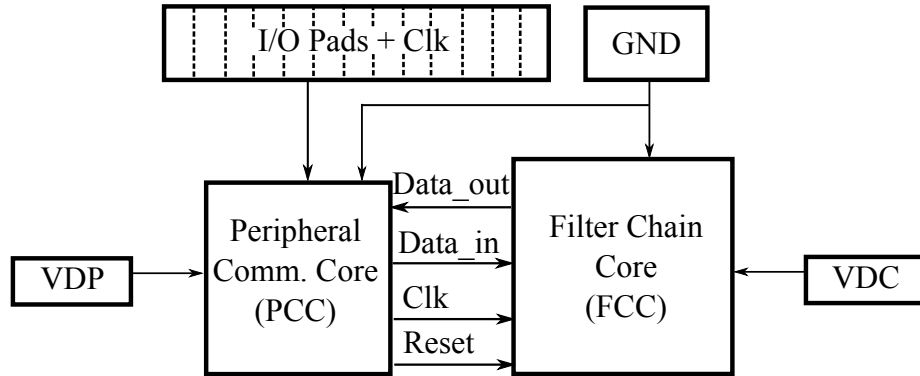 I/O Pads + Clk
GND
Data_out
Peripheral
Comm. Core
(PCC)
Data_in
Clk
Reset
Filter Chain
Core
(FCC)
VDP
VDC